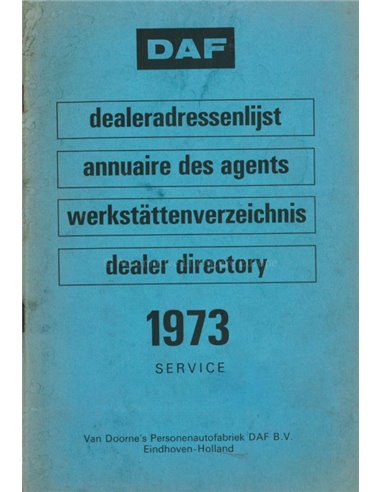 DAF
dealeradressenlijst
annuaire des agents
werkstättenverzeichnis
dealer directory
1973
SERVICE
Van Doorne's Personenautofabriek DAF B.V.
Eindhoven-Holland